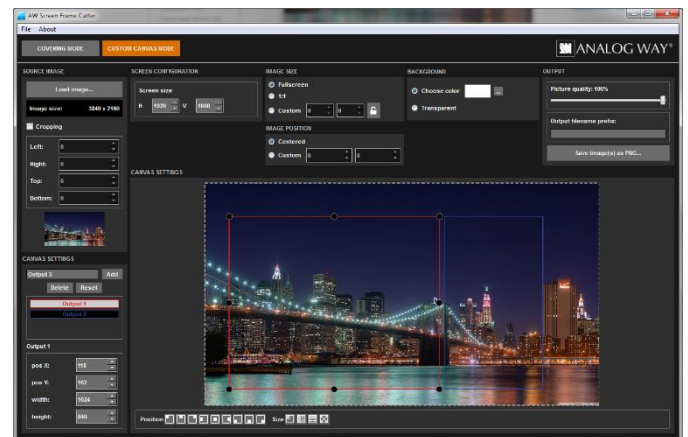 AW Screen Frame Cutter
File About
COVERING MODE
CUSTOM CANVAS MODE
ANALOG WAY®
SOURCE IMAGE
Load image...
Image size: 3840 x 2160
Cropping
Left: 0
Right: 0
Top: 0
Bottom: 0
SCREEN CONFIGURATION
Screen size
H 1920 V 1080
IMAGE SIZE
Fullscreen
1:1
Custom 0 0
IMAGE POSITION
Centered
Custom 0 0
BACKGROUND
Choose color ...
Transparent
OUTPUT
Picture quality: 100%
Output filename prefix:
Save image(s) as PNG...
CANVAS SETTINGS
Output 3 Add
Delete Reset
Output 1
Output 2
Output 1
pos X:
pos Y: 162
width: 1024
height: 840
CANVAS SETTINGS
Position
Size